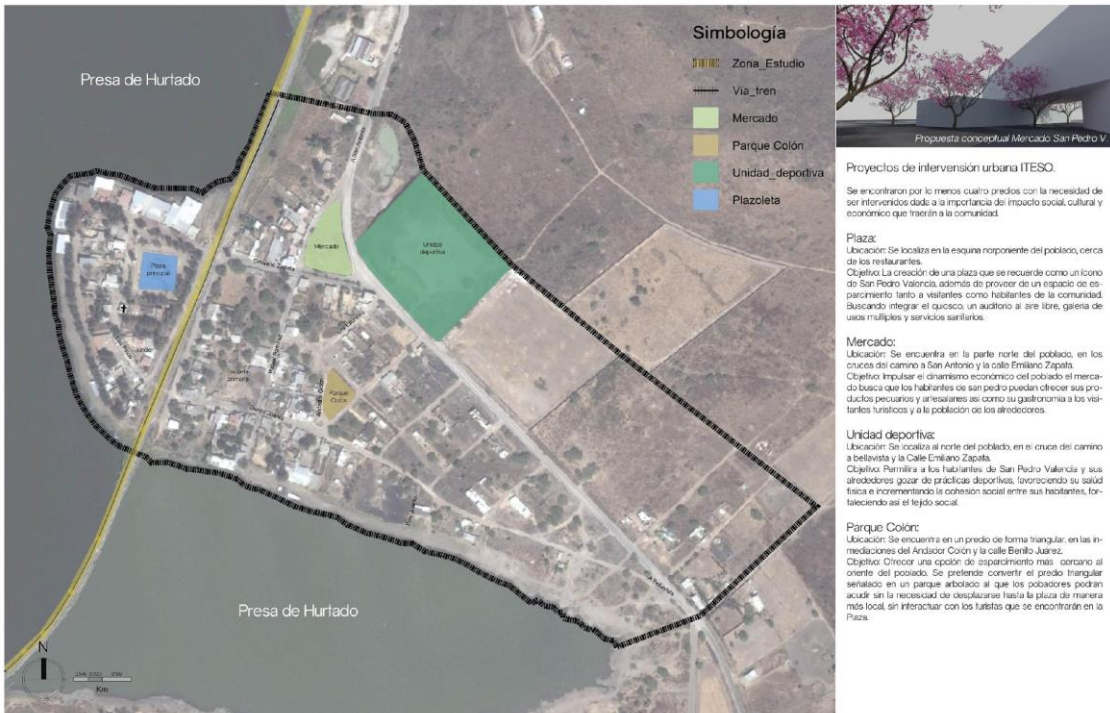 Presa de Hurtado
Simbología
Zona_Estudio
Via_tren
Mercado
Parque Colón
Unidad_deportiva
Plazoleta
Unidad
deportiva
Mercado
Plaza
principal
Parque
Colón
Presa de Hurtado
N
Km
Propuesta conceptual Mercado San Pedro V
Proyectos de intervención urbana ITESO.
Se encontraron por lo menos cuatro predios con la necesidad de
ser intervenidos dada a la importancia del impacto social, cultural y
económico que traerán a la comunidad.
Plaza:
Ubicación: Se localiza en la esquina norponiente del poblado, cerca
de los restaurantes.
Objetivo: La creación de una plaza que se recuerde como un ícono
de San Pedro Valencia, además de proveer de un espacio de es-
parcimiento tanto a visitantes como habitantes de la comunidad.
Buscando integrar el quiosco, un auditorio al aire libre, galería de
usos multiples y servicios sanitarios.
Mercado:
Ubicación: Se encuentra en la parte norte del poblado, en los
cruces del camino a San Antonio y la calle Emiliano Zapata.
Objetivo: Impulsar el dinamismo económico del poblado el merca-
do busca que los habitantes de san pedro puedan ofrecer sus pro-
ductos pecuarios y artesanales así como su gastronomía a los visi-
tantes turísticos y a la población de los alrededores.
Unidad deportiva:
Ubicación: Se localiza al norte del poblado, en el cruce del camino
a bellavista y la Calle Emiliano Zapata.
Objetivo: Permitira a los habitantes de San Pedro Valencia y sus
alrededores gozar de prácticas deportivas, favoreciendo su salud
física e incrementando la cohesión social entre sus habitantes, for-
taleciendo así el tejido social.
Parque Colón:
Ubicación: Se encuentra en un predio de forma triangular, en las in-
mediaciones del Andador Colón y la calle Benito Juárez.
Objetivo: Ofrecer una opción de esparcimiento más cercano al
oriente del poblado. Se pretende convertir el predio triangular
señalado en un parque arbolado al que los pobadores podran
acudir sin la necesidad de desplazarse hasta la plaza de manera
más local, sin interactuar con los turistas que se encontrarán en la
Plaza.